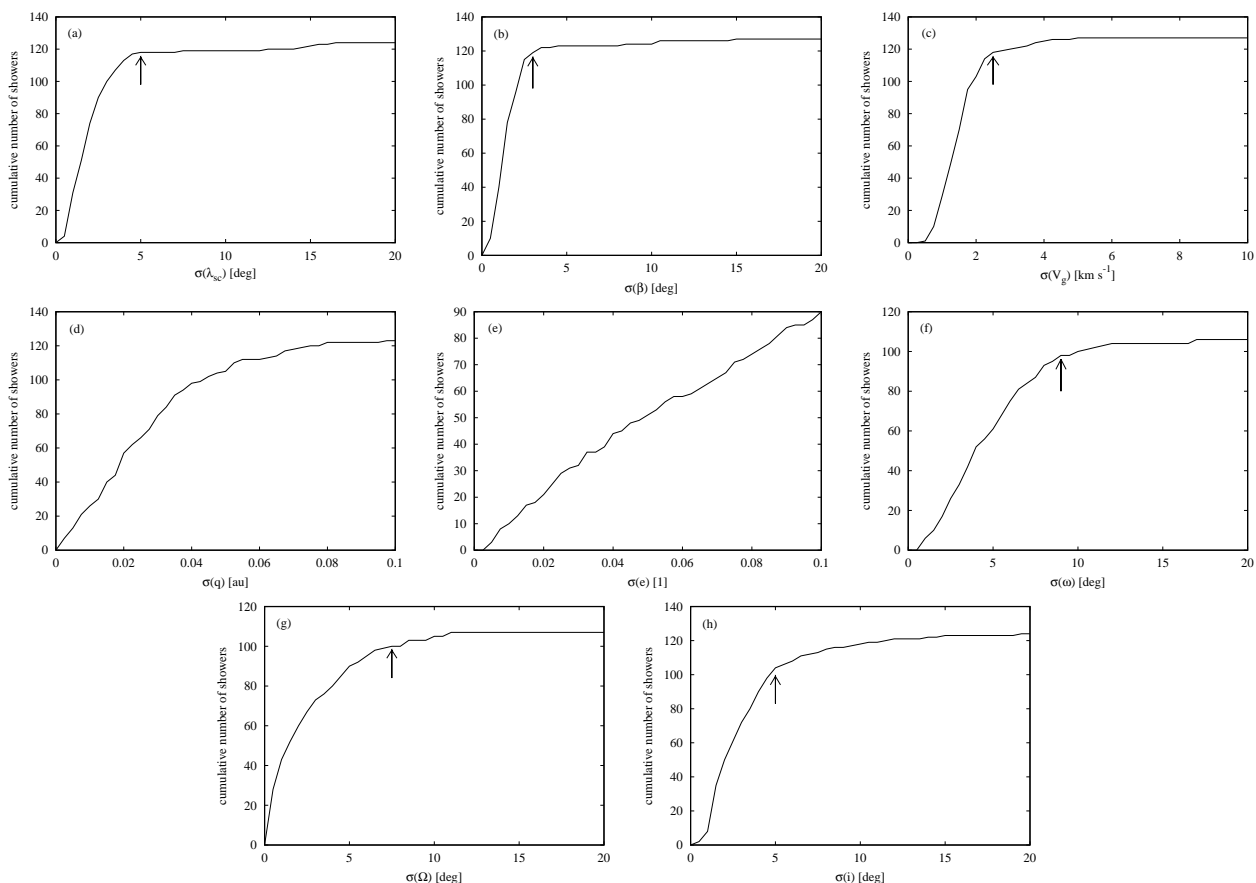 (a)
cumulative number of showers
0 20 40 60 80 100 120 140
0 5 10 15 20
σ(λsc) [deg]
(b)
cumulative number of showers
0 20 40 60 80 100 120 140
0 5 10 15 20
σ(β) [deg]
(c)
cumulative number of showers
0 20 40 60 80 100 120 140
0 2 4 6 8 10
σ(Vg) [km s-1]
(d)
cumulative number of showers
0 20 40 60 80 100 120 140
0 0.02 0.04 0.06 0.08 0.1
σ(q) [au]
(e)
cumulative number of showers
0 10 20 30 40 50 60 70 80 90
0 0.02 0.04 0.06 0.08 0.1
σ(e) [1]
(f)
cumulative number of showers
0 20 40 60 80 100 120
0 5 10 15 20
σ(ω) [deg]
(g)
cumulative number of showers
0 20 40 60 80 100 120
0 5 10 15 20
σ(Ω) [deg]
(h)
cumulative number of showers
0 20 40 60 80 100 120 140
0 5 10 15 20
σ(i) [deg]